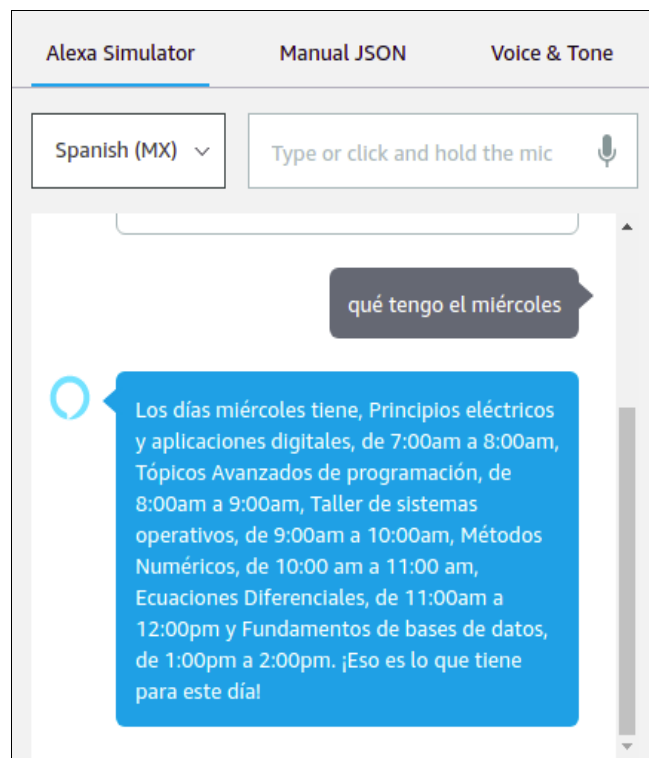 Alexa Simulator Manual JSON Voice & Tone
Spanish (MX) Type or click and hold the mic
qué tengo el miércoles
Los días miércoles tiene, Principios eléctricos
y aplicaciones digitales, de 7:00am a 8:00am,
Tópicos Avanzados de programación, de
8:00am a 9:00am, Taller de sistemas
operativos, de 9:00am a 10:00am, Métodos
Numéricos, de 10:00 am a 11:00 am,
Ecuaciones Diferenciales, de 11:00am a
12:00pm y Fundamentos de bases de datos,
de 1:00pm a 2:00pm. ¡Eso es lo que tiene
para este día!